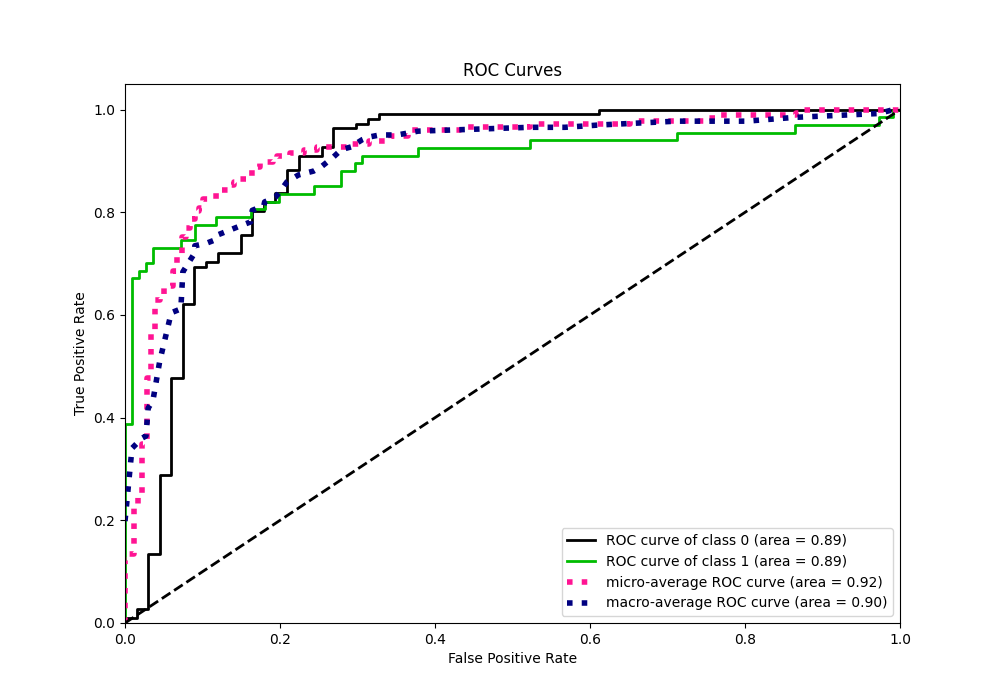 ROC Curves
1.0
0.8
0.6
0.4
0.2
0.0
True Positive Rate
ROC curve of class 0 (area = 0.89)
ROC curve of class 1 (area = 0.89)
micro-average ROC curve (area = 0.92)
macro-average ROC curve (area = 0.90)
0.0 0.2 0.4 0.6 0.8 1.0
False Positive Rate